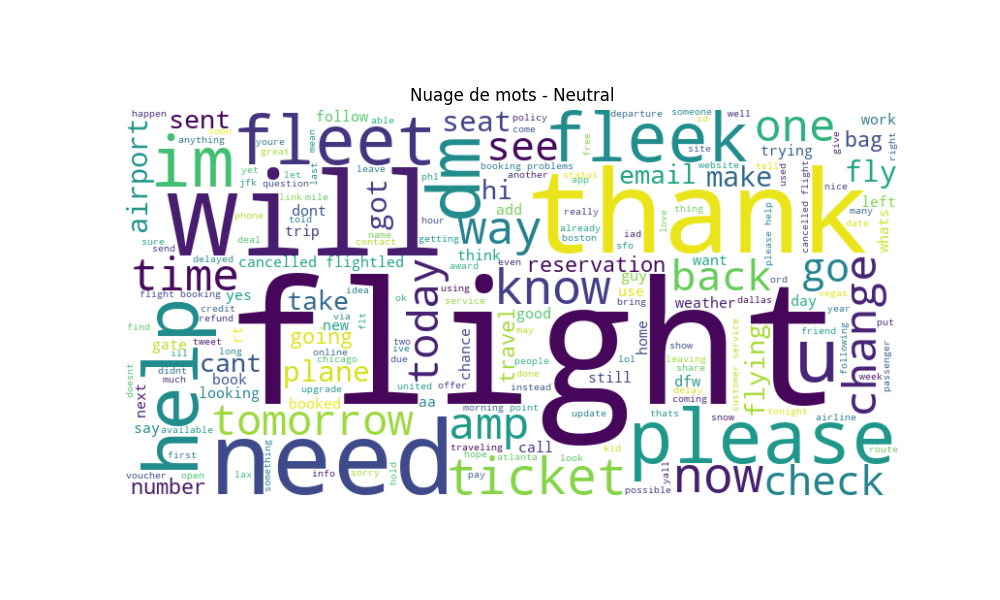 Nuage de mots - Neutral
happen
sent
soon
anything
fleet
youre
great
mean
follow
able
seat
policy
come
fleek
departure
someone
id
well
site
one
trying
give
bag
work
right
airport
im
yet
jfk
let
question
last
link
mile
leave
phl
dm
see
hi
booking problems
another
status
free
app
email
website
make
tell
used
cancelled flight
nice
fly
left
many
date
whats
will
phone
told
dont
trip
got
hour
add
way
really
already
boston
thank
love
thing
iad
sfo
please help
sure
send
deal
name
contact
getting
think
award
even
delayed
cancelled flightled
reservation
guy
use
bring
want
back
ord
go
time
flight booking
yes
credit
refund
rt
take
new
via
idea
flt
ok
today
using
service
know
good
may
home
weather
dallas
day
vegas
year
change
put
find
gate
ill
tweet
didnt
much
doesnt
help
cant
long
book
looking
going
online
chicago
plane
upgrade
booked
two
ive
due
united
aa
offer
chance
travel
people
done
instead
lol
still
show
leaving
share
dfw
delay
coming
customer service
flying
friend
following
passenger
week
flight
u
next
say
available
tomorrow
morning
point
amp
update
thats
snow
tonight
airline
first
voucher
open
number
lax
something
need
info
sorry
hold
traveling
hope
call
atlanta
pay
look
ticket
kid
possible
yall
please
now
check
route